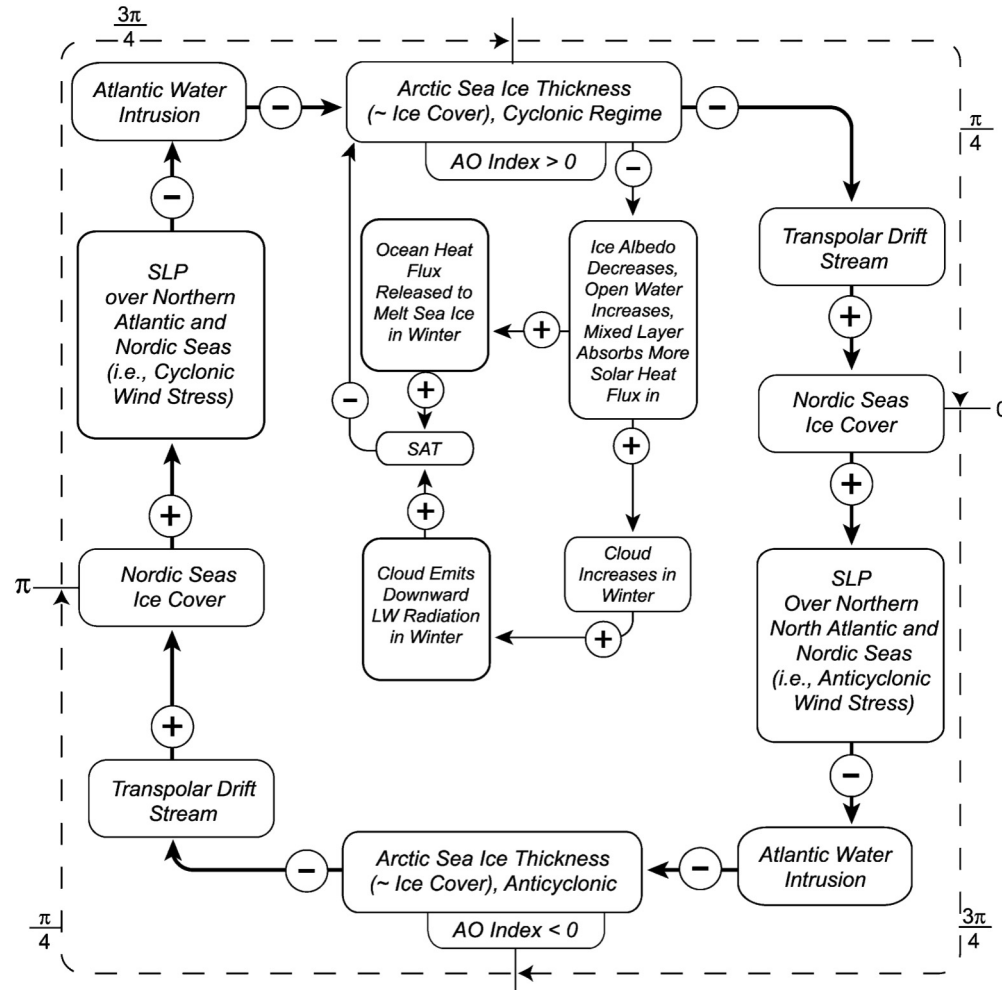 3π
4
Atlantic Water
Intrusion
−
Arctic Sea Ice Thickness
(~ Ice Cover), Cyclonic Regime
AO Index > 0
−
π
4
−
−
Transpolar Drift
Stream
+
Nordic Seas
Ice Cover
0
+
SLP
Over Northern
North Atlantic and
Nordic Seas
(i.e., Anticyclonic
Wind Stress)
−
Atlantic Water
Intrusion
3π
4
−
Arctic Sea Ice Thickness
(~ Ice Cover), Anticyclonic
AO Index < 0
−
π
4
Transpolar Drift
Stream
+
Nordic Seas
Ice Cover
π
+
SLP
over Northern
Atlantic and
Nordic Seas
(i.e., Cyclonic
Wind Stress)
Ice Albedo
Decreases,
Open Water
Increases,
Mixed Layer
Absorbs More
Solar Heat
Flux in
+
Ocean Heat
Flux
Released to
Melt Sea Ice
in Winter
+
−
SAT
+
+
Cloud
Increases in
Winter
+
Cloud Emits
Downward
LW Radiation
in Winter